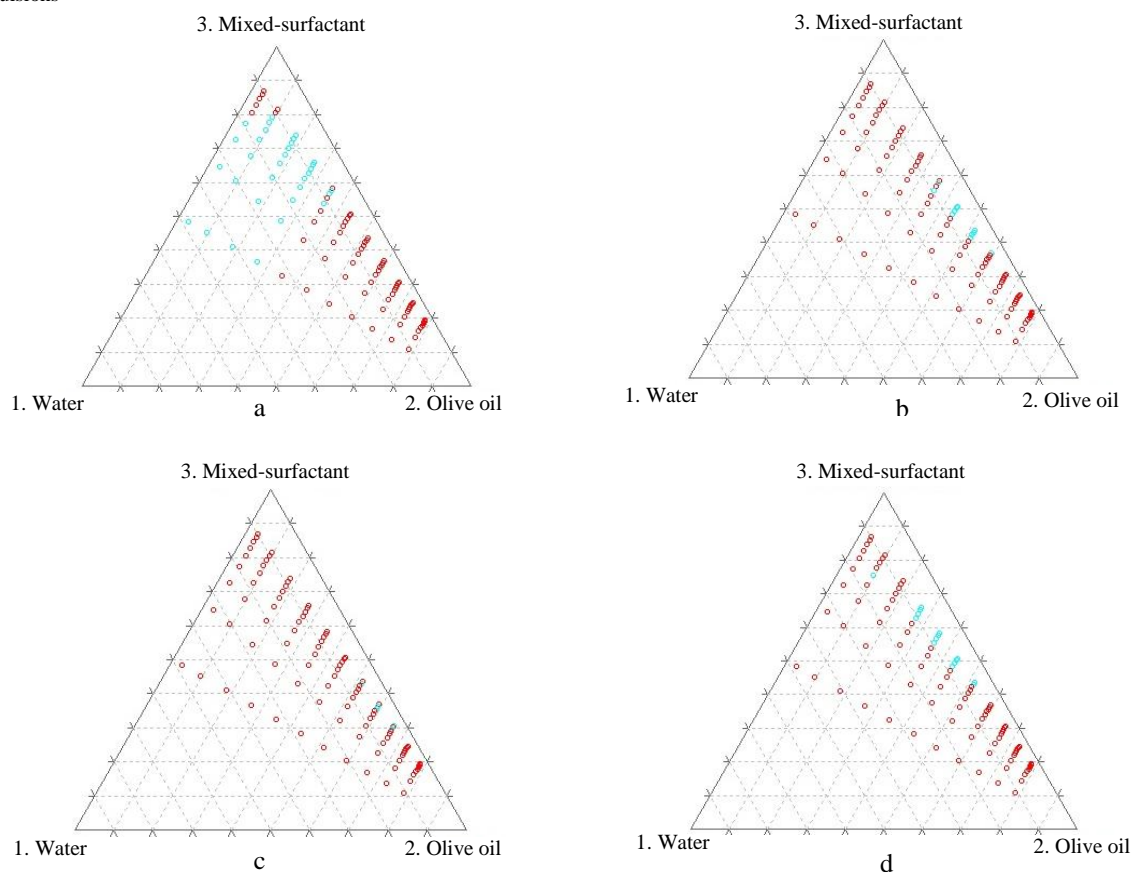 3. Mixed-surfactant
3. Mixed-surfactant
1. Water
a
2. Olive oil
1. Water
b
2. Olive oil
3. Mixed-surfactant
3. Mixed-surfactant
1. Water
c
2. Olive oil
1. Water
d
2. Olive oil